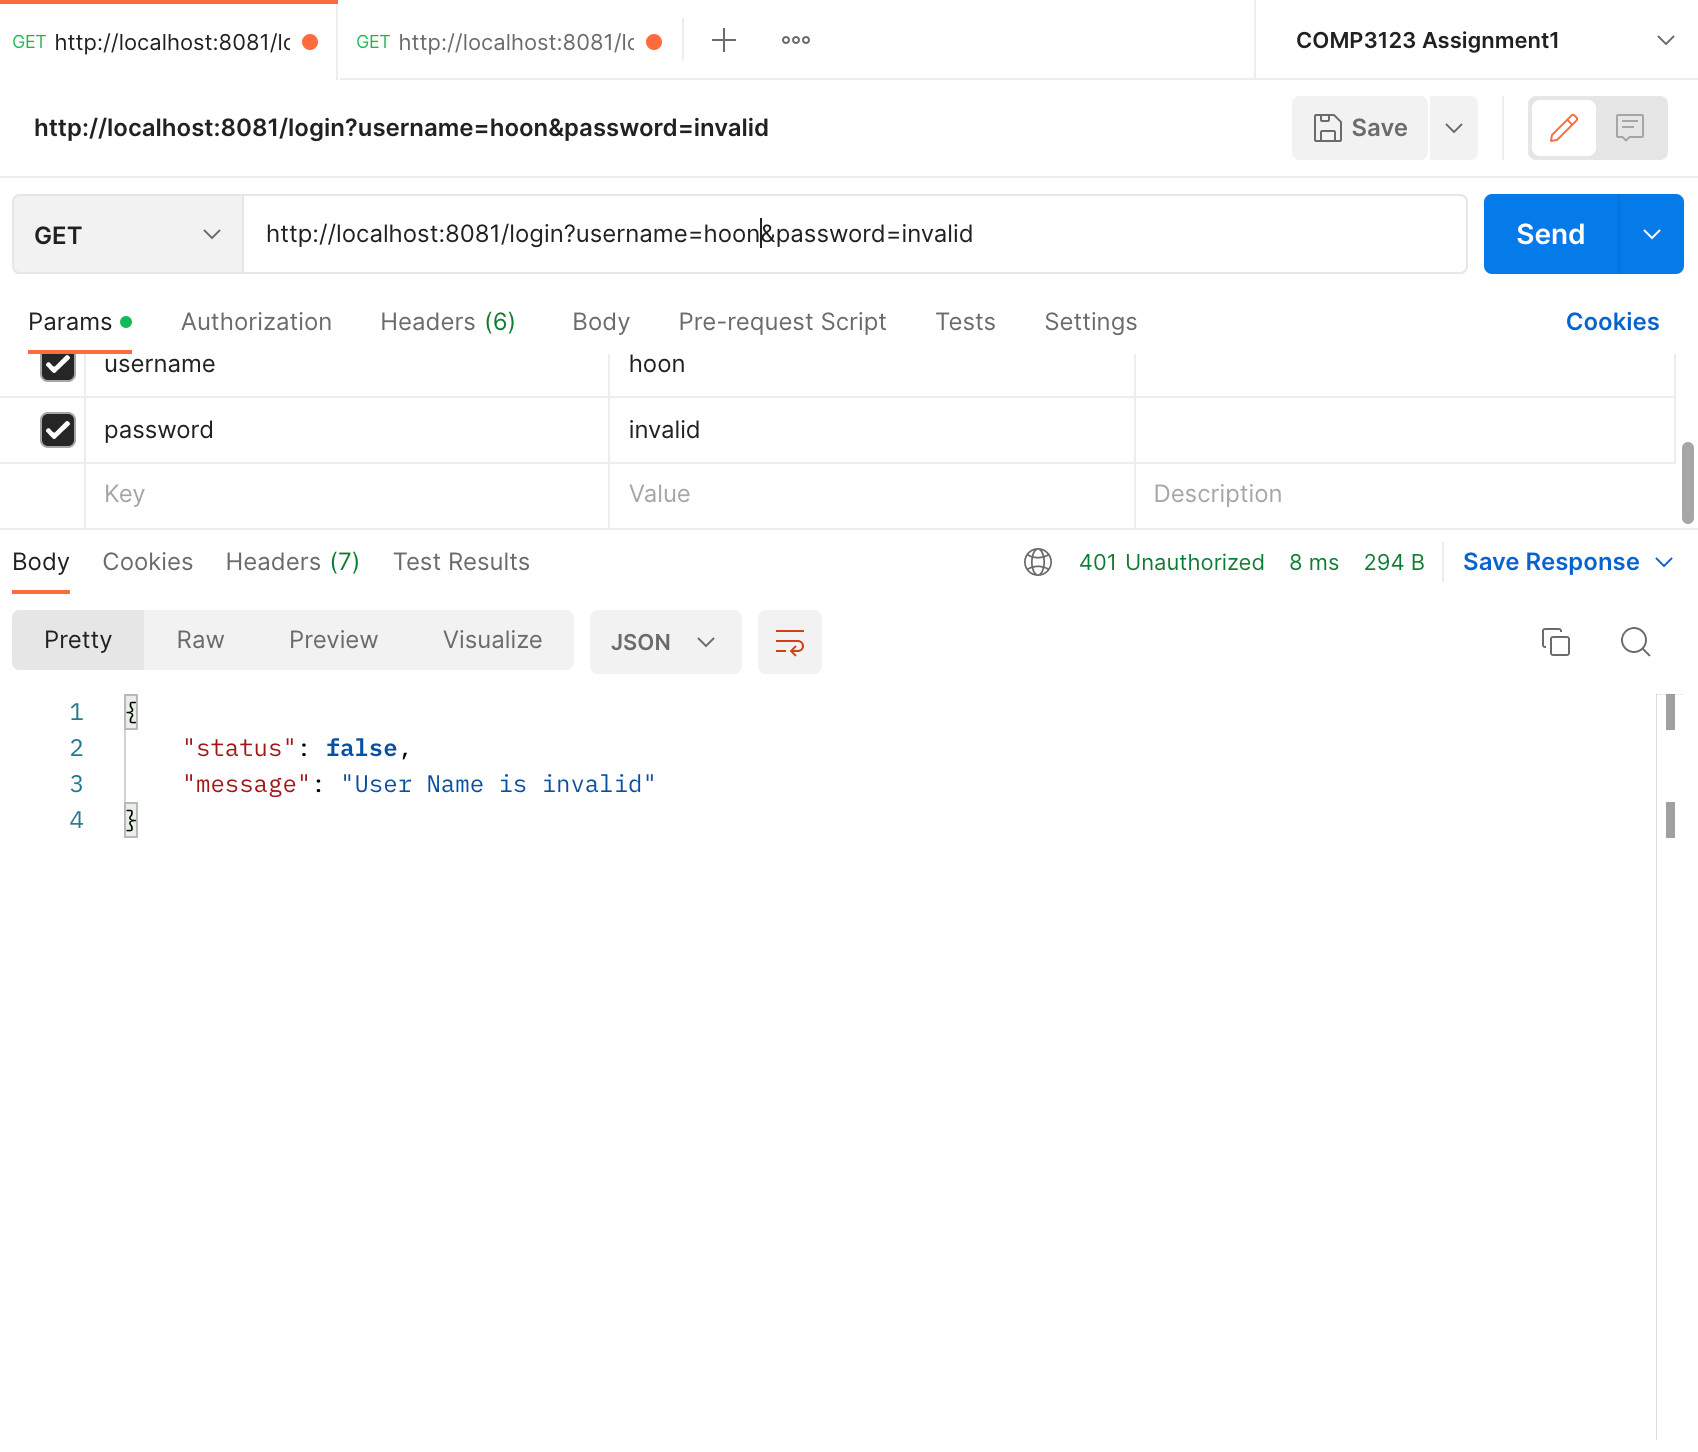 GET http://localhost:8081/lc GET http://localhost:8081/lc COMP3123 Assignment1
http://localhost:8081/login?username=hoon&password=invalid Save
GET http://localhost:8081/login?username=hoon&password=invalid Send
Params Authorization Headers (6) Body Pre-request Script Tests Settings Cookies
username hoon
password invalid
Key Value Description
Body Cookies Headers (7) Test Results 401 Unauthorized 8 ms 294 B Save Response
Pretty Raw Preview Visualize JSON
1 {
2 "status": false,
3 "message": "User Name is invalid"
4 }